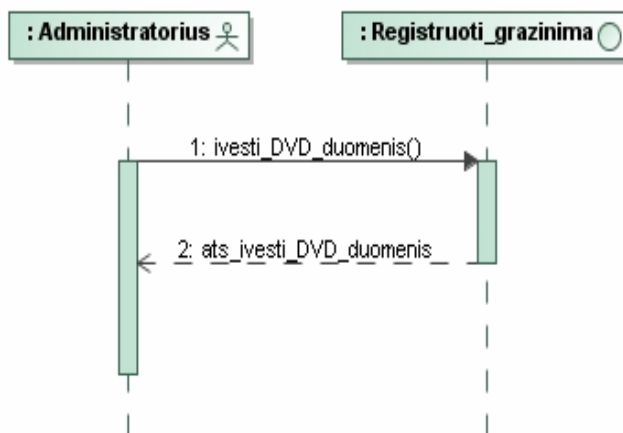 : Administratorius
: Registruoti_grazinima
1: ivesti_DVD_duomenis()
2: ats_ivesti_DVD_duomenis